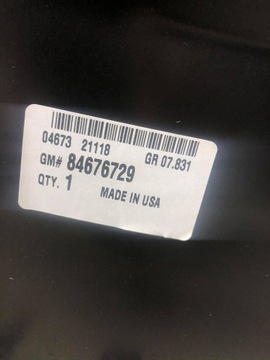 04673 21118 GR 07.831
GM# 84676729
QTY. 1 MADE IN USA